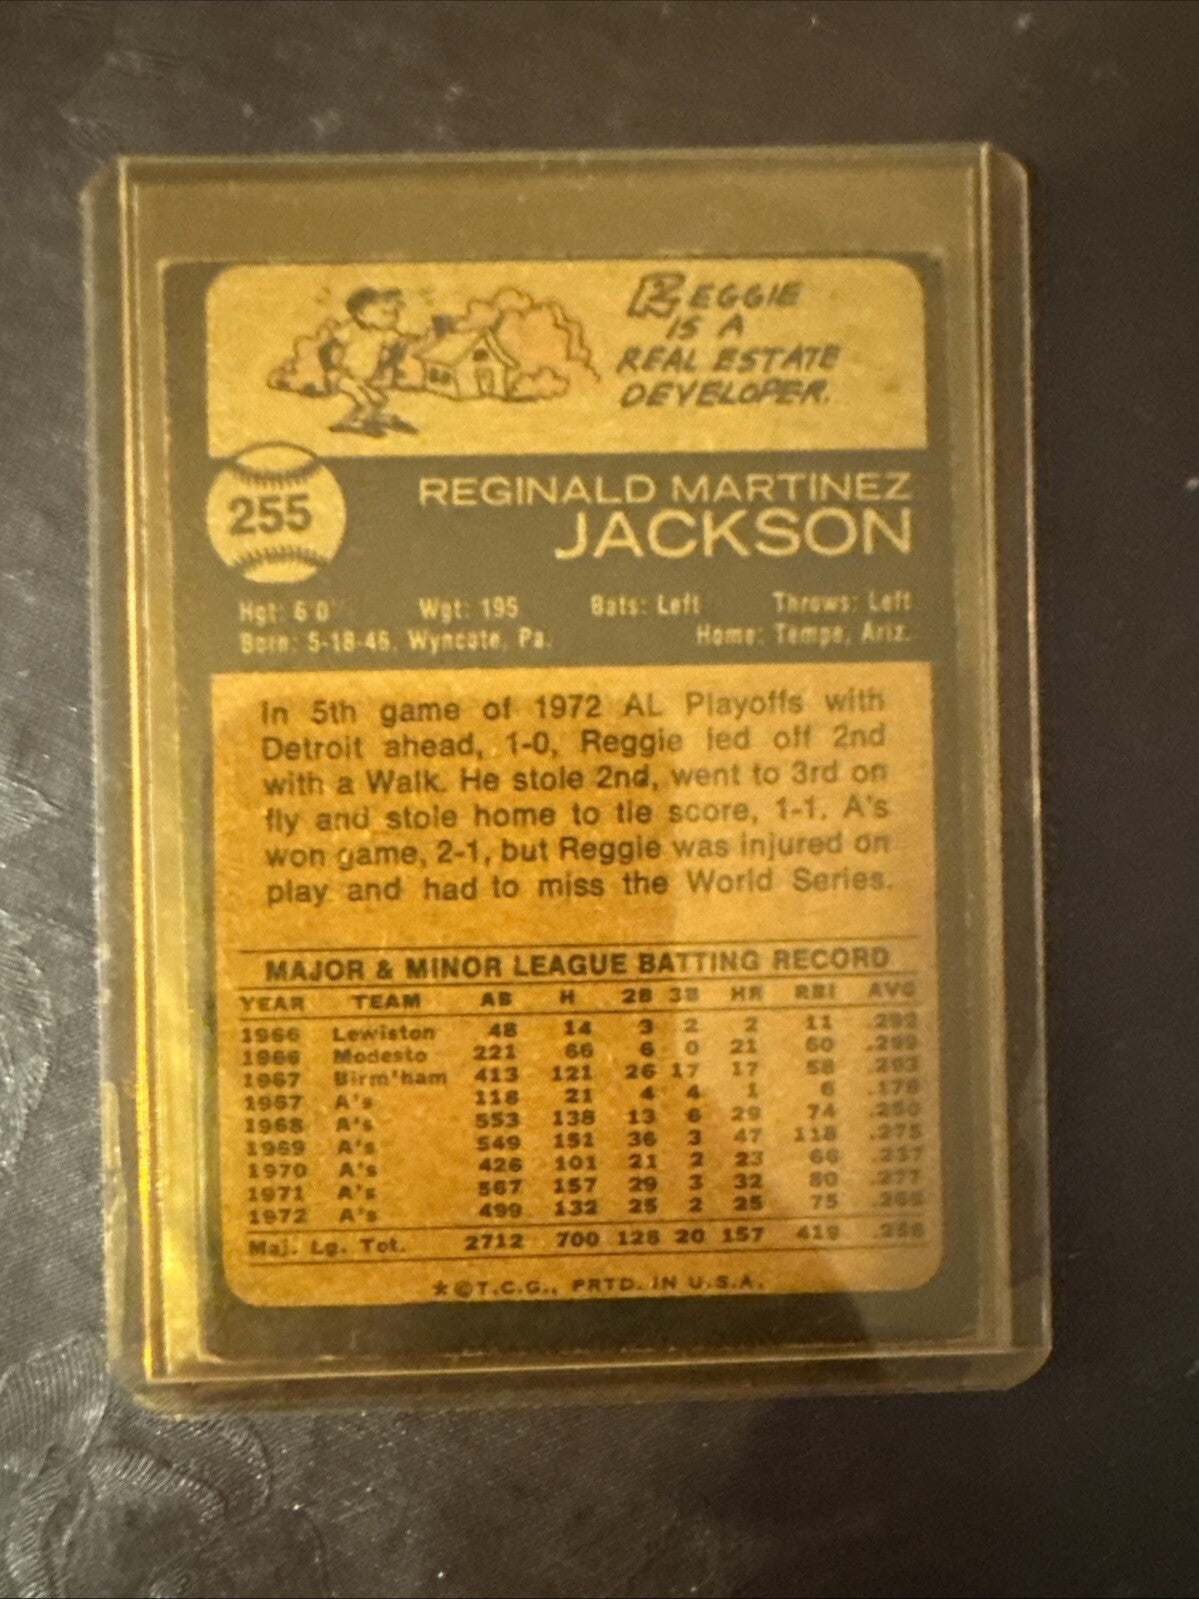 REGGIE
IS A
REAL ESTATE
DEVELOPER.
255
REGINALD MARTINEZ
JACKSON
Hgt: 6'0" Wgt: 195 Bats: Left Throws: Left
Born: 5-18-46, Wyncote, Pa. Home: Tempe, Ariz.
In 5th game of 1972 AL Playoffs with
Detroit ahead, 1-0, Reggie led off 2nd
with a Walk. He stole 2nd, went to 3rd on
fly and stole home to tie score, 1-1. A's
won game, 2-1, but Reggie was injured on
play and had to miss the World Series.
MAJOR & MINOR LEAGUE BATTING RECORD
YEAR TEAM AB H 2B 3B HR RBI AVG
1966 Lewiston 48 14 3 2 2 11 .292
1966 Modesto 221 66 6 0 21 60 .299
1967 Birm'ham 413 121 26 17 17 58 .293
1967 A's 118 21 4 4 1 6 .178
1968 A's 553 138 13 6 29 74 .250
1969 A's 549 151 36 3 47 118 .275
1970 A's 426 101 21 2 23 66 .237
1971 A's 567 157 29 3 32 80 .277
1972 A's 499 132 25 2 25 75 .265
Maj. Lg. Tot. 2712 700 128 20 157 419 .258
*©T.C.G., PRTD. IN U.S.A.